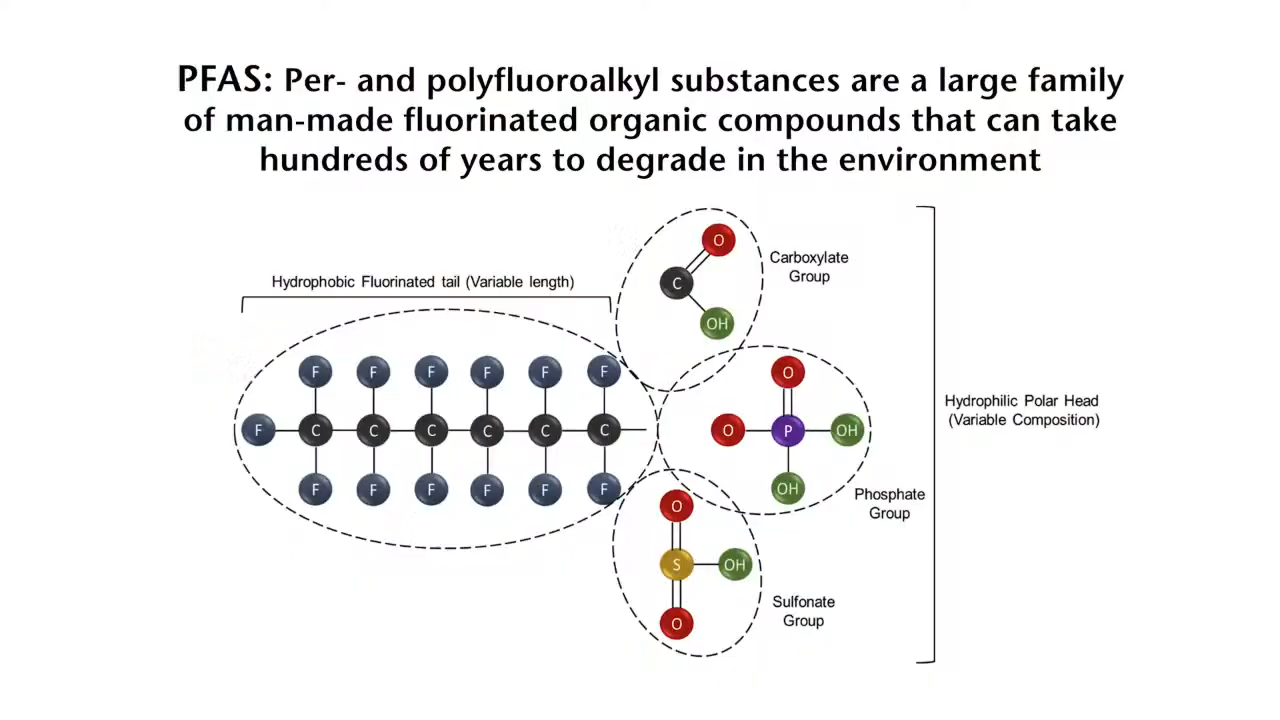 PFAS: Per- and polyfluoroalkyl substances are a large family
of man-made fluorinated organic compounds that can take
hundreds of years to degrade in the environment
Hydrophobic Fluorinated tail (Variable length)
O
C
OH
Carboxylate
Group
F F F F F F
F C C C C C C
F F F F F F
O
O P OH
OH
Phosphate
Group
O
S OH
O
Sulfonate
Group
Hydrophilic Polar Head
(Variable Composition)